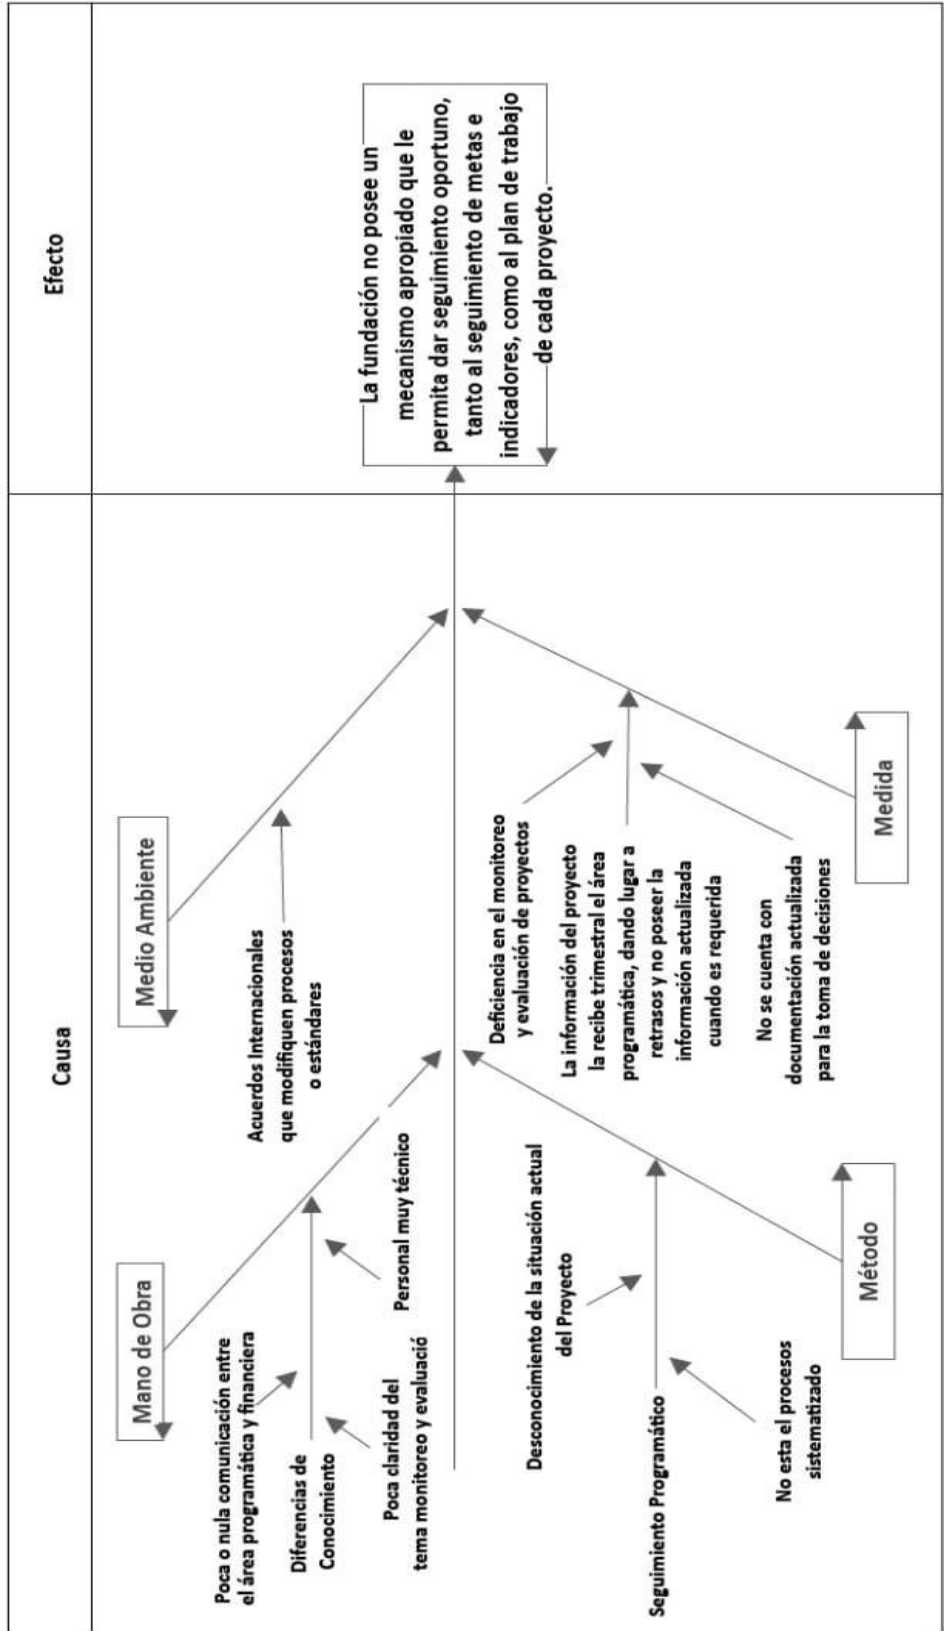 Causa
Efecto
Mano de Obra
Poca o nula comunicación entre
el área programática y financiera
Diferencias de
Conocimiento
Poca claridad del
tema monitoreo y evaluació
Personal muy técnico
Medio Ambiente
Acuerdos Internacionales
que modifiquen procesos
o estándares
Desconocimiento de la situación actual
del Proyecto
Seguimiento Programático
No esta el procesos
sistematizado
Método
Deficiencia en el monitoreo
y evaluación de proyectos
La información del proyecto
la recibe trimestral el área
programática, dando lugar a
retrasos y no poseer la
información actualizada
cuando es requerida
No se cuenta con
documentación actualizada
para la toma de decisiones
Medida
La fundación no posee un
mecanismo apropiado que le
permita dar seguimiento oportuno,
tanto al seguimiento de metas e
indicadores, como al plan de trabajo
de cada proyecto.